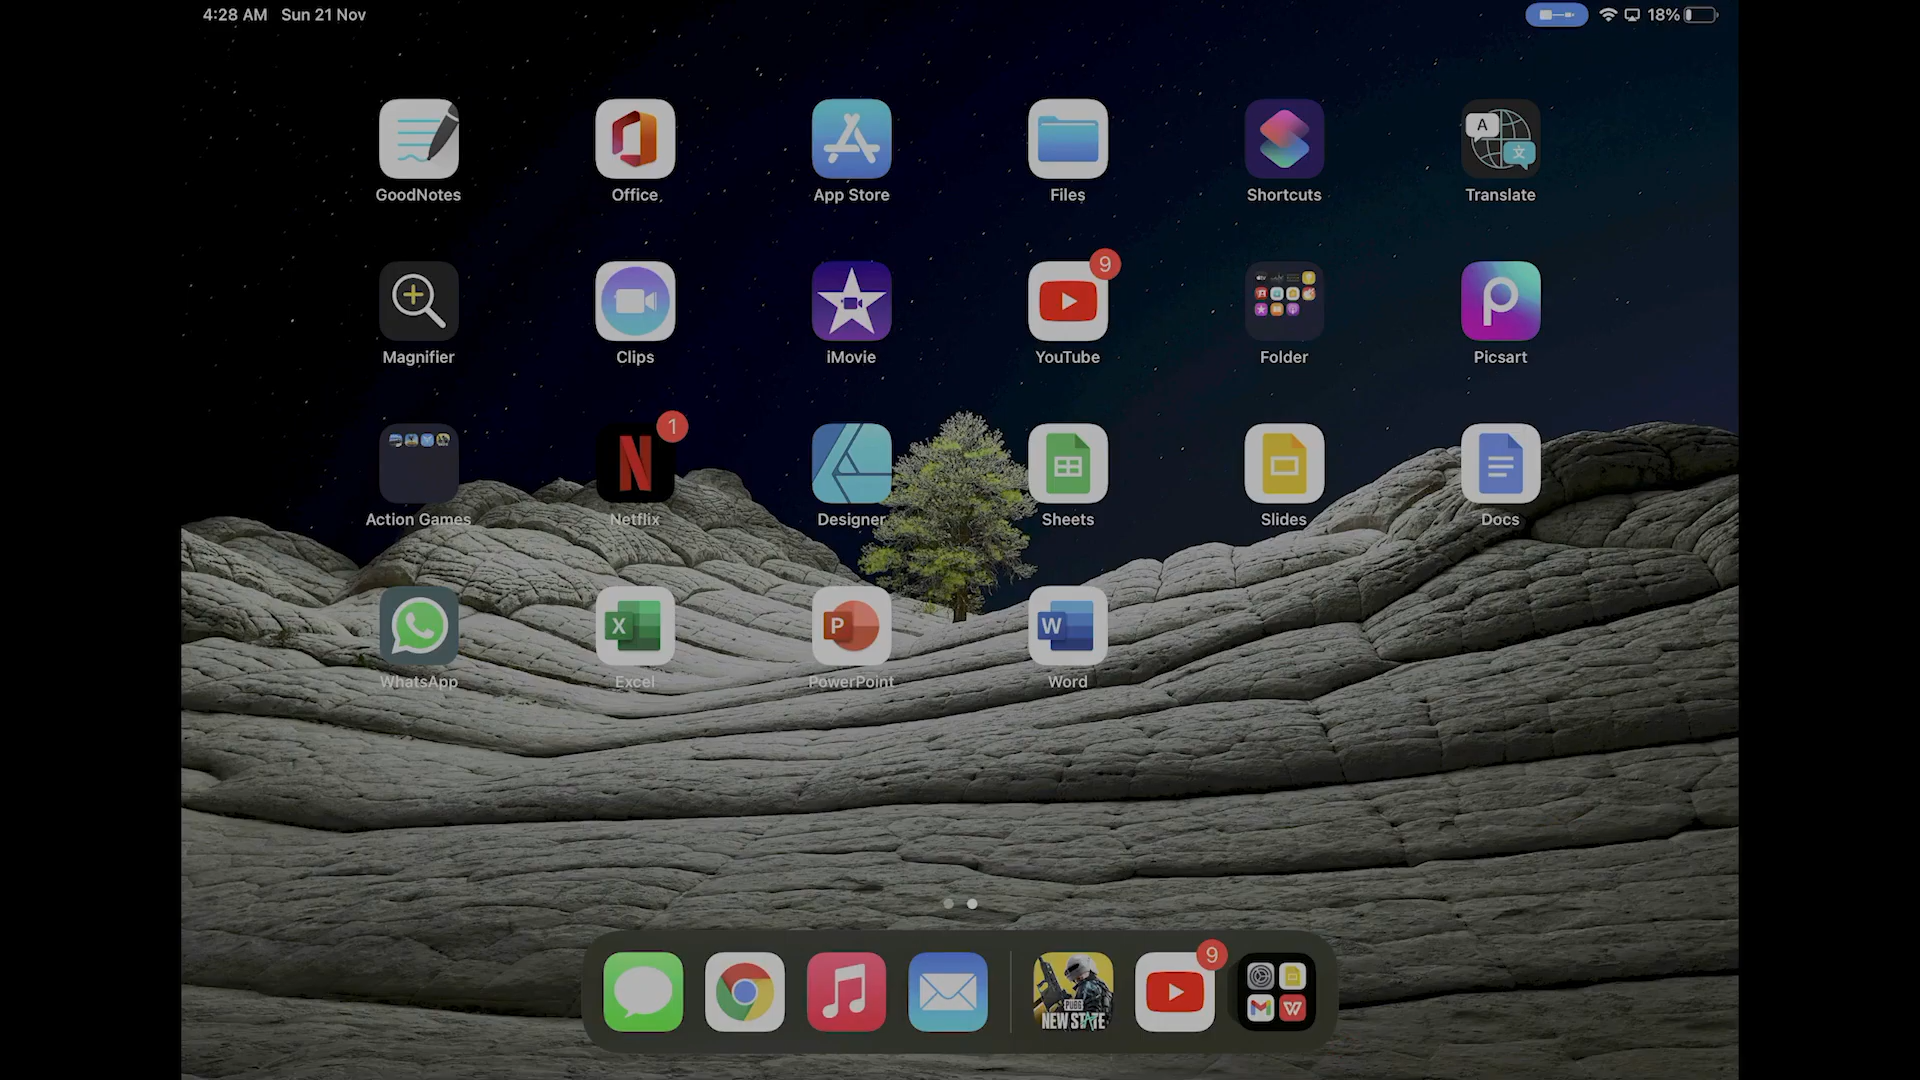 4:28 AM Sun 21 Nov
18%
GoodNotes
Office
App Store
Files
Shortcuts
A
文
Translate
Magnifier
Clips
iMovie
9
YouTube
Folder
Picsart
Action Games
1
N
Netflix
Designer
Sheets
Slides
Docs
WhatsApp
X
Excel
P
PowerPoint
W
Word
PUBG
NEW STATE
9